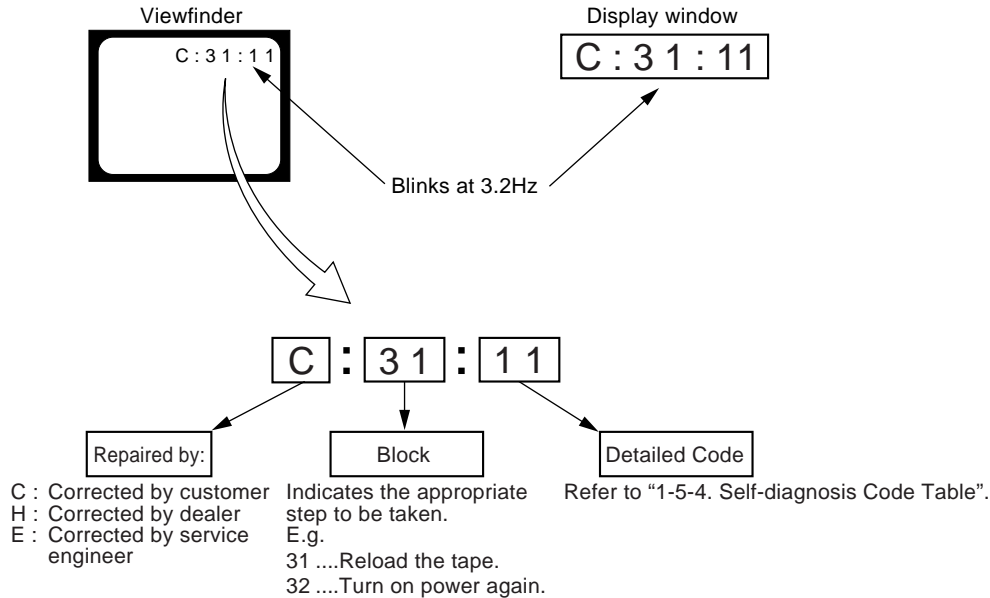 Viewfinder
Display window
C : 3 1 : 1 1
C : 3 1 : 11
Blinks at 3.2Hz
C : 3 1 : 1 1
Repaired by:
Block
Detailed Code
C : Corrected by customer
H : Corrected by dealer
E : Corrected by service
engineer
Indicates the appropriate
step to be taken.
E.g.
31 ....Reload the tape.
32 ....Turn on power again.
Refer to “1-5-4. Self-diagnosis Code Table”.